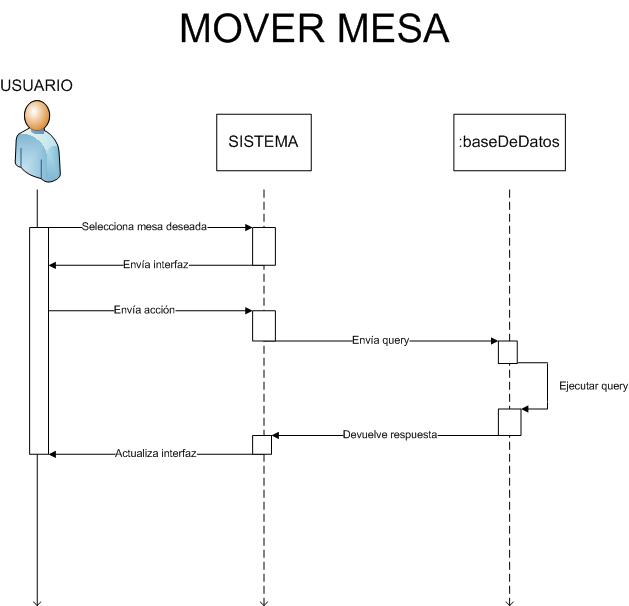 MOVER MESA
USUARIO
SISTEMA
:baseDeDatos
Selecciona mesa deseada
Envía interfaz
Envía acción
Envía query
Ejecutar query
Devuelve respuesta
Actualiza interfaz